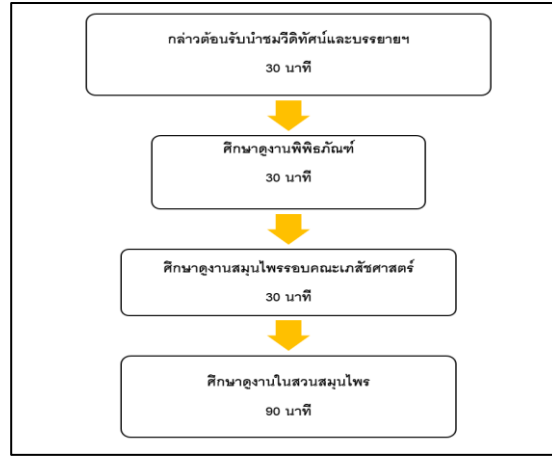 กล่าวต้อนรับนำชมวีดิทัศน์และบรรยายฯ
30 นาที
ศึกษาดูงานพิพิธภัณฑ์
30 นาที
ศึกษาดูงานสมุนไพรรอบคณะเภสัชศาสตร์
30 นาที
ศึกษาดูงานในสวนสมุนไพร
90 นาที